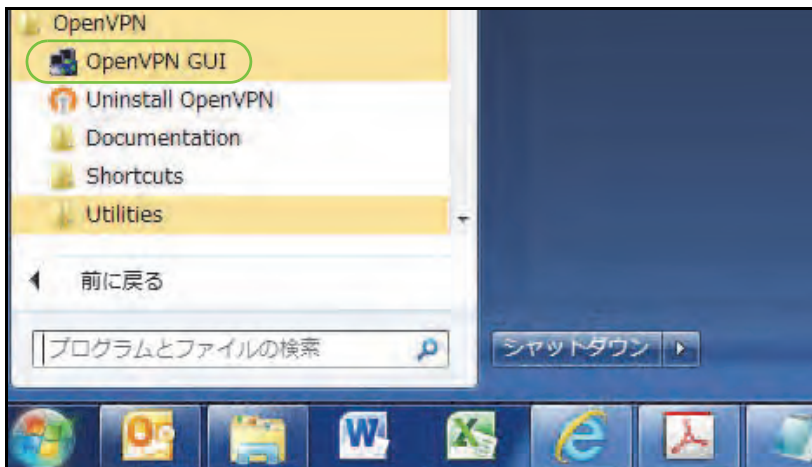 OpenVPN
OpenVPN GUI
Uninstall OpenVPN
Documentation
Shortcuts
Utilities
前に戻る
プログラムとファイルの検索
シャットダウン